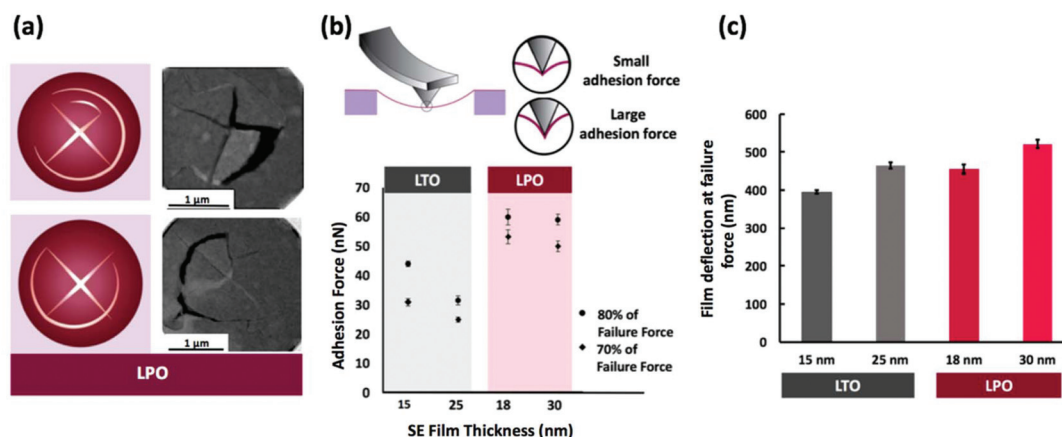 (a)
1 µm
1 µm
LPO
(b)
Small
adhesion force
Large
adhesion force
LTO
LPO
70
60
50
40
30
20
10
0
Adhesion Force (nN)
80% of
Failure Force
70% of
Failure Force
15
25
18
30
SE Film Thickness (nm)
(c)
600
500
400
300
200
100
0
Film deflection at failure
force (nm)
15 nm
25 nm
18 nm
30 nm
LTO
LPO